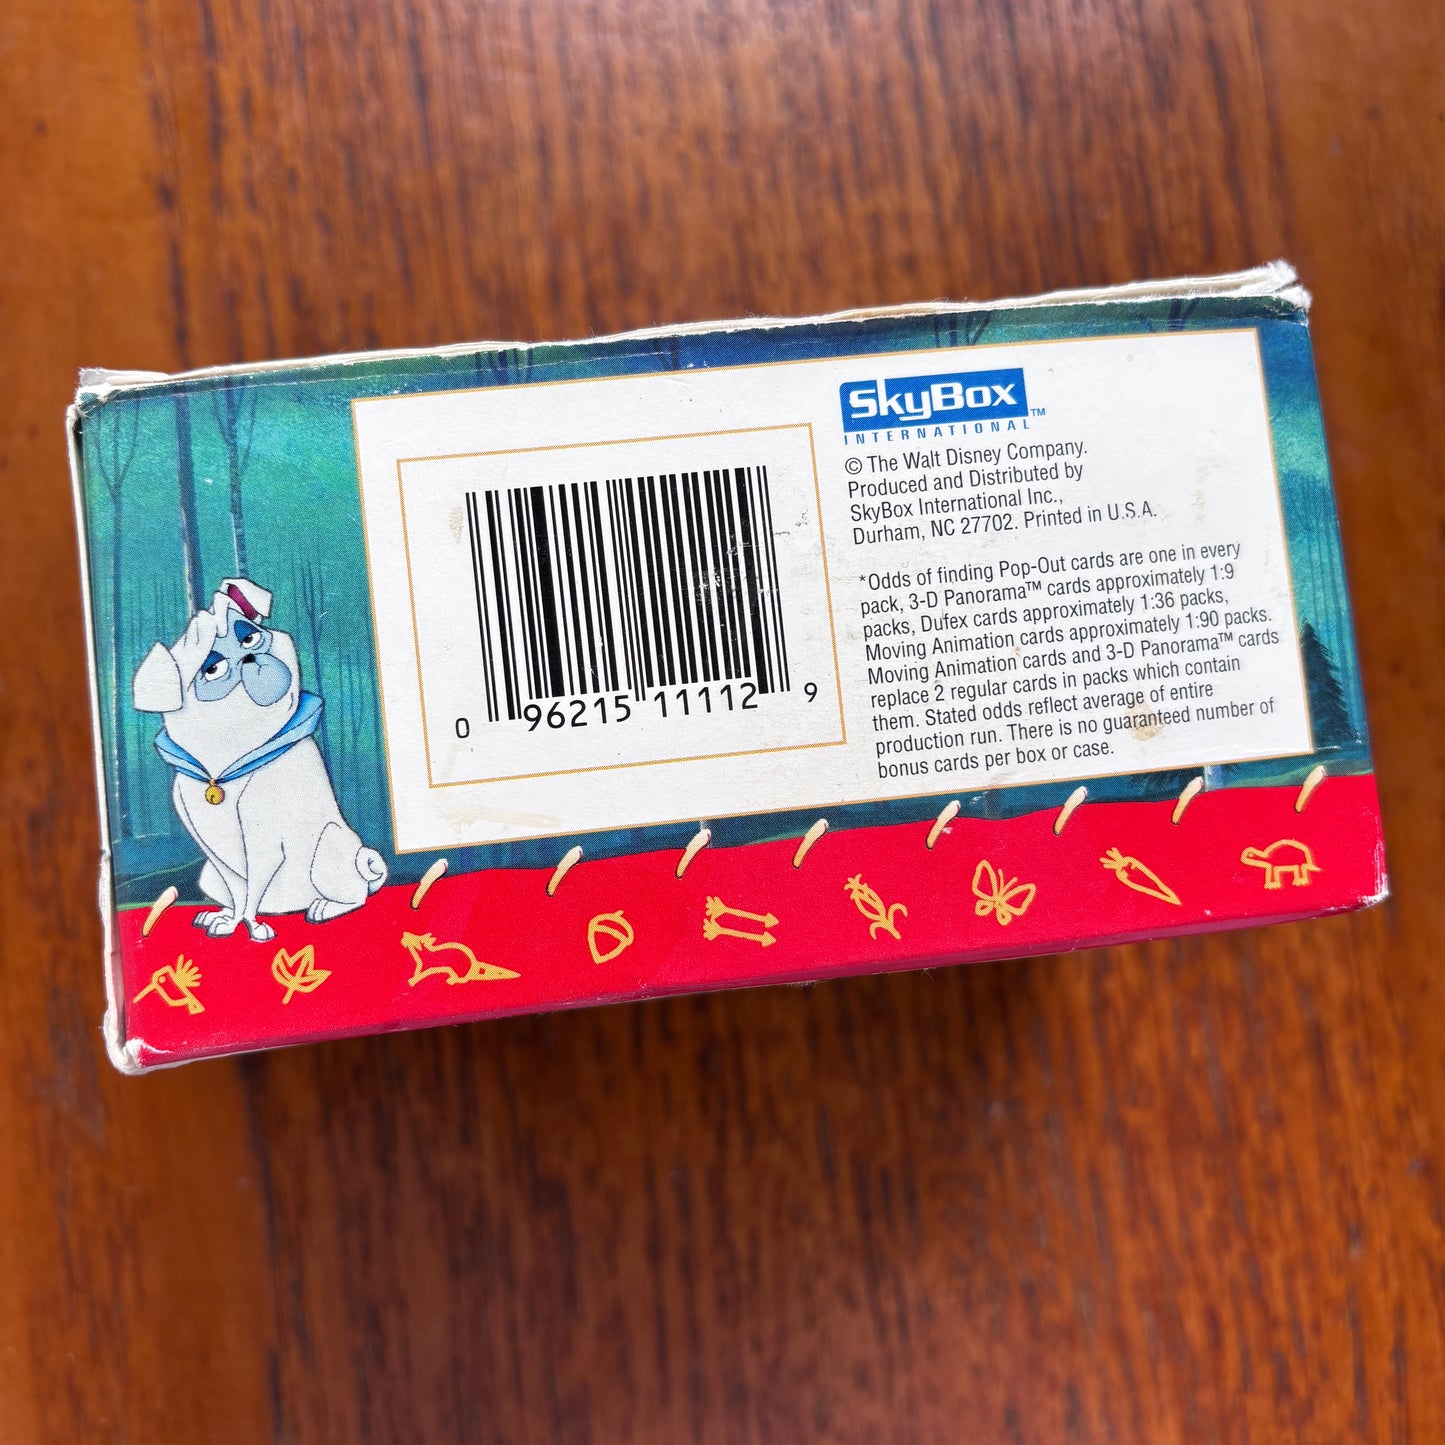 SkyBox
INTERNATIONAL™
© The Walt Disney Company.
Produced and Distributed by
SkyBox International Inc.,
Durham, NC 27702. Printed in U.S.A.
*Odds of finding Pop-Out cards are one in every
pack, 3-D Panorama™ cards approximately 1:9
packs, Dufex cards approximately 1:36 packs,
Moving Animation cards approximately 1:90 packs.
Moving Animation cards and 3-D Panorama™ cards
replace 2 regular cards in packs which contain
them. Stated odds reflect average of entire
production run. There is no guaranteed number of
bonus cards per box or case.
0 96215 11112 9